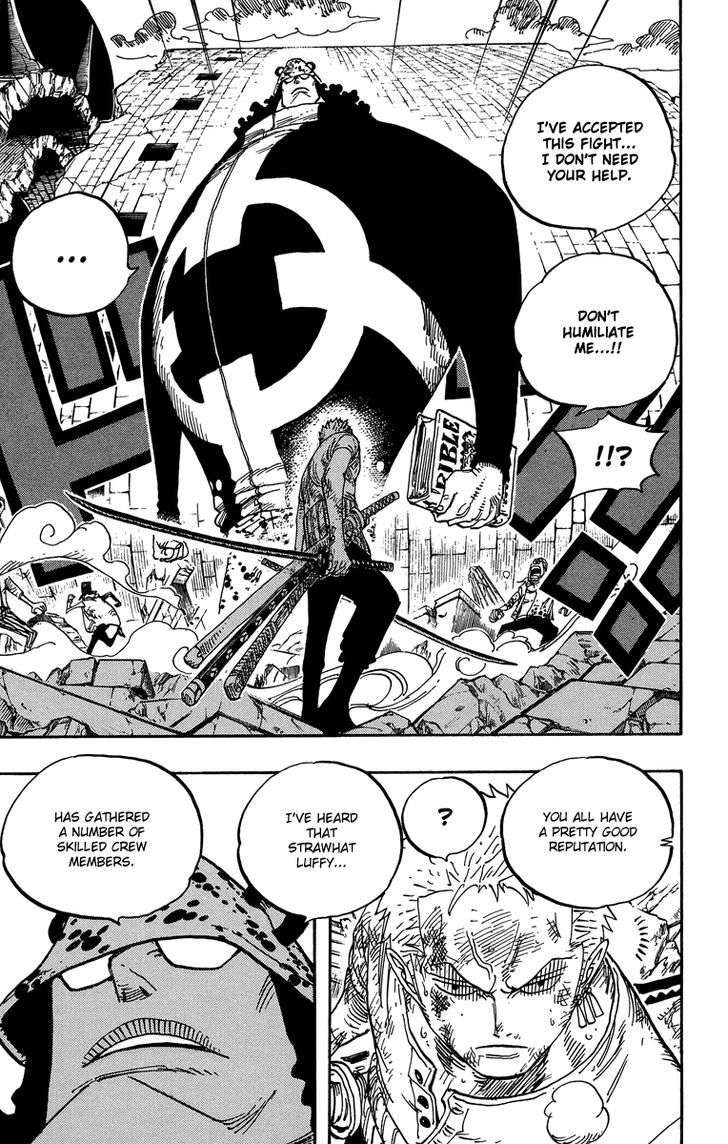 I'VE ACCEPTED
THIS FIGHT...
I DON'T NEED
YOUR HELP.
DON'T
HUMILIATE
ME...!!
!!?
...
BIBLE
YOU ALL HAVE
A PRETTY GOOD
REPUTATION.
?
I'VE HEARD
THAT
STRAWHAT
LUFFY...
HAS GATHERED
A NUMBER OF
SKILLED CREW
MEMBERS.